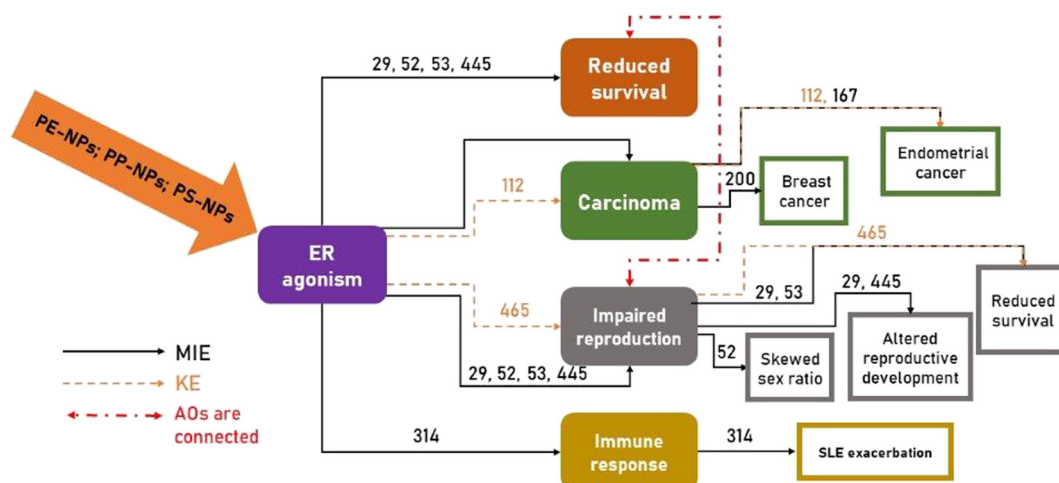 29, 52, 53, 445
Reduced
survival
PE-NPs; PP-NPs; PS-NPs
112, 167
Endometrial
cancer
Carcinoma
200
Breast
cancer
112
ER
agonism
465
465
29, 53
Reduced
survival
Impaired
reproduction
29, 445
Altered
reproductive
development
52
Skewed
sex ratio
29, 52, 53, 445
MIE
KE
AOs are
connected
314
Immune
response
314
SLE exacerbation